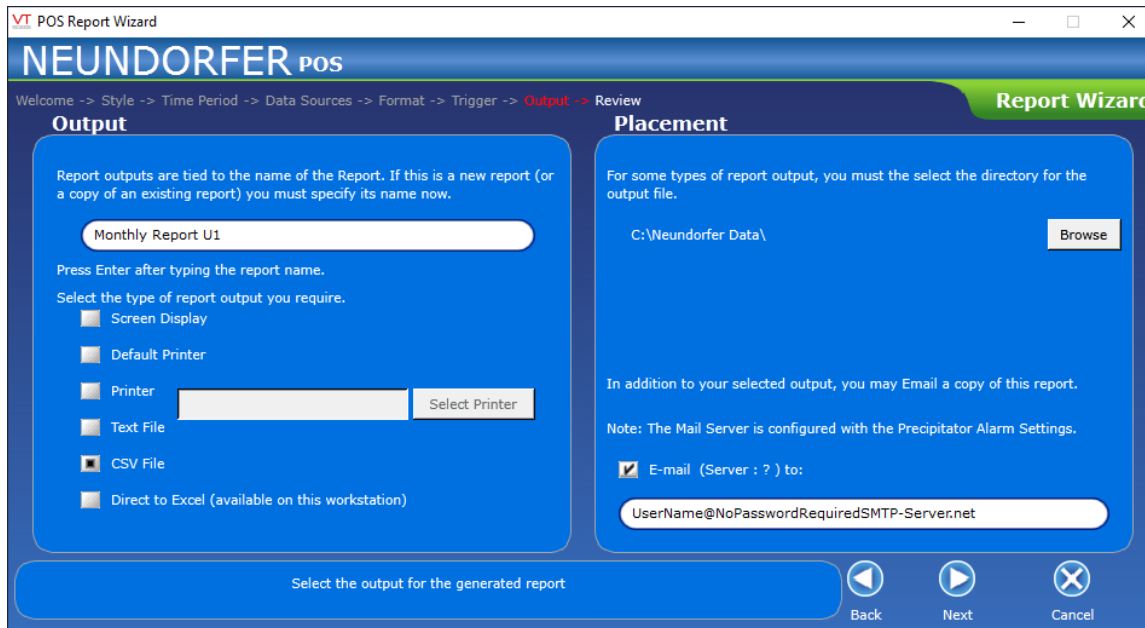 VT POS Report Wizard
NEUNDORFER POS
Welcome -> Style -> Time Period -> Data Sources -> Format -> Trigger -> Output -> Review
Report Wizard
Output
Report outputs are tied to the name of the Report. If this is a new report (or
a copy of an existing report) you must specify its name now.
Monthly Report U1
Press Enter after typing the report name.
Select the type of report output you require.
Screen Display
Default Printer
Printer
Select Printer
Text File
CSV File
Direct to Excel (available on this workstation)
Placement
For some types of report output, you must the select the directory for the
output file.
C:\Neundorfer Data\
Browse
In addition to your selected output, you may Email a copy of this report.
Note: The Mail Server is configured with the Precipitator Alarm Settings.
E-mail (Server : ? ) to:
UserName@NoPasswordRequiredSMTP-Server.net
Select the output for the generated report
Back
Next
Cancel